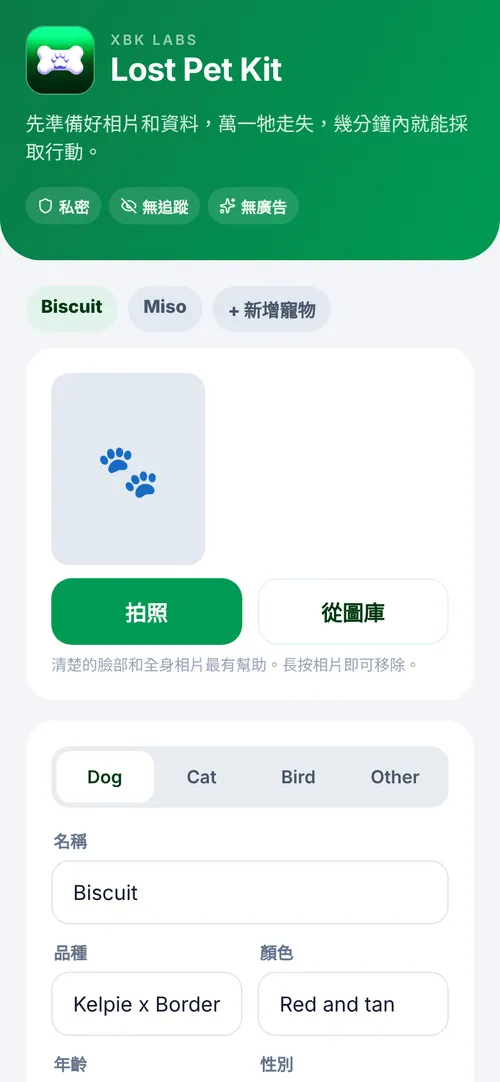 XBK LABS
Lost Pet Kit
先準備好相片和資料，萬一牠走失，幾分鐘內就能採
取行動。
私密
無追蹤
無廣告
Biscuit
Miso
+ 新增寵物
拍照
從圖庫
清楚的臉部和全身相片最有幫助。長按相片即可移除。
Dog
Cat
Bird
Other
名稱
Biscuit
品種
顏色
Kelpie x Border
Red and tan
年齡
性別